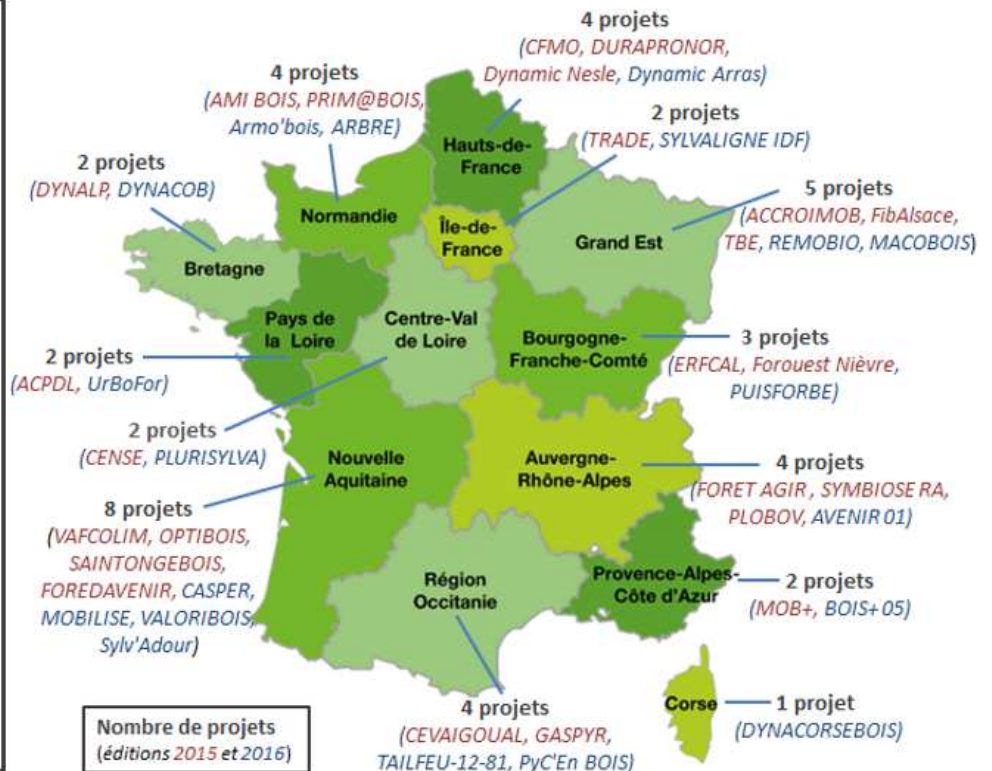 4 projets
(CFMO, DURAPRONOR,
Dynamic Nesle, Dynamic Arras)
4 projets
(AMI BOIS, PRIM@BOIS,
Armo'bois, ARBRE)
2 projets
(TRADE, SYLVALIGNE IDF)
2 projets
(DYNALP, DYNACOB)
5 projets
(ACCROIMOB, FibAlsace,
TBE, REMOBIO, MACOBOIS)
Hauts-de-
France
Normandie
Île-de-
France
Grand Est
Bretagne
Pays de
la Loire
Centre-Val
de Loire
Bourgogne-
Franche-Comté
3 projets
(ERFCAL, Forouest Nièvre,
PUISFORBE)
2 projets
(ACPDL, UrBoFor)
2 projets
(CENSE, PLURISYLVA)
Nouvelle
Aquitaine
Auvergne-
Rhône-Alpes
4 projets
(FORET AGIR , SYMBIOSE RA,
PLOBOV, AVENIR 01)
8 projets
(VAFCOLIM, OPTIBOIS,
SAINTONGEBOIS,
FOREDAVENIR, CASPER,
MOBILISE, VALORIBOIS,
Sylv'Adour)
Région
Occitanie
Provence-Alpes-
Côte d'Azur
2 projets
(MOB+, BOIS+ 05)
4 projets
(CEVAIGOUAL, GASPYR,
TAILFEU-12-81, PyC'En BOIS)
Corse
1 projet
(DYNACORSEBOIS)
Nombre de projets
(éditions 2015 et 2016)